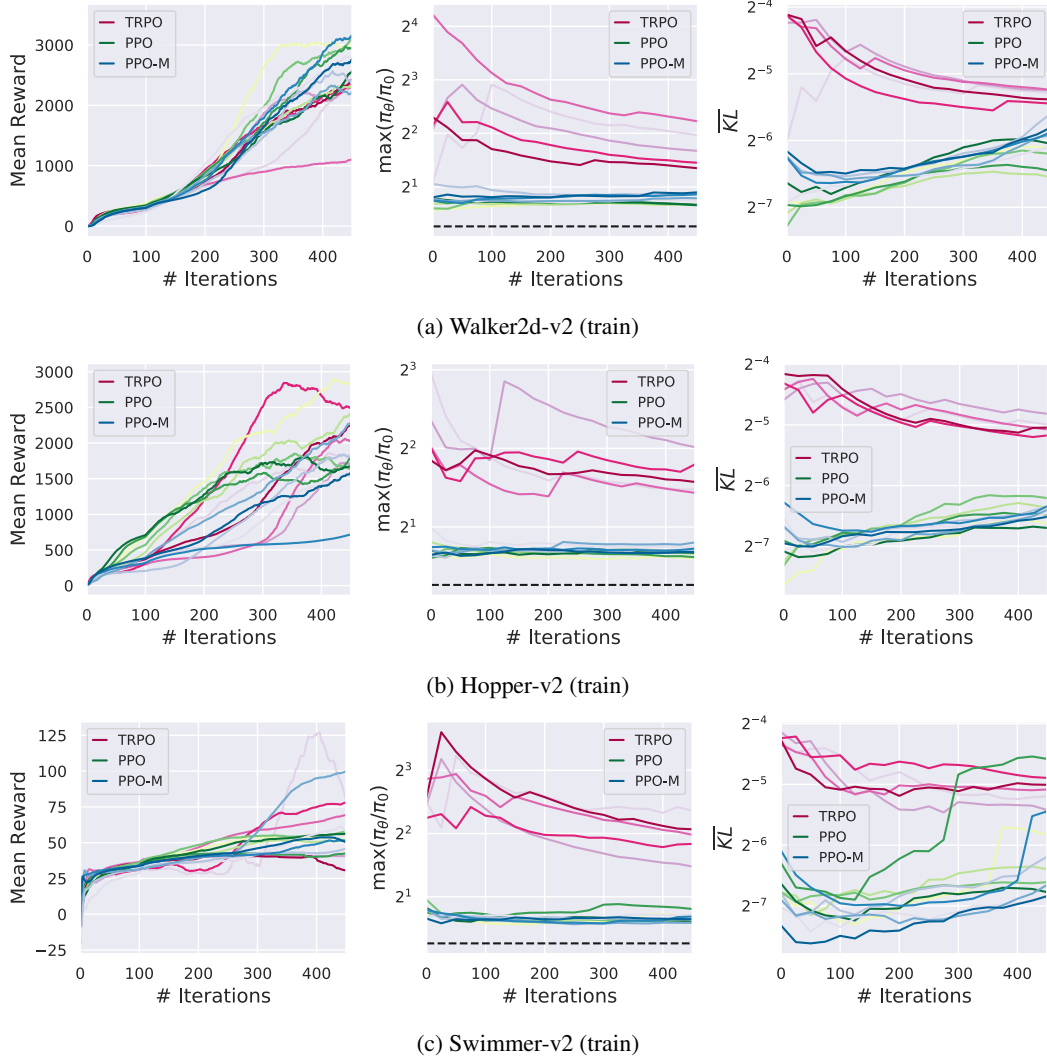 Mean Reward
3000
2000
1000
0
TRPO
PPO
PPO-M
0 100 200 300 400
# Iterations
max(π_θ/π_0)
2^4
2^3
2^2
2^1
TRPO
PPO
PPO-M
0 100 200 300 400
# Iterations
KL
2^−4
2^−5
2^−6
2^−7
TRPO
PPO
PPO-M
0 100 200 300 400
# Iterations
(a) Walker2d-v2 (train)
Mean Reward
3000
2500
2000
1500
1000
500
0
TRPO
PPO
PPO-M
0 100 200 300 400
# Iterations
max(π_θ/π_0)
2^3
2^2
2^1
TRPO
PPO
PPO-M
0 100 200 300 400
# Iterations
KL
2^−4
2^−5
2^−6
2^−7
TRPO
PPO
PPO-M
0 100 200 300 400
# Iterations
(b) Hopper-v2 (train)
Mean Reward
125
100
75
50
25
0
−25
TRPO
PPO
PPO-M
0 100 200 300 400
# Iterations
max(π_θ/π_0)
2^3
2^2
2^1
TRPO
PPO
PPO-M
0 100 200 300 400
# Iterations
KL
2^−4
2^−5
2^−6
2^−7
TRPO
PPO
PPO-M
0 100 200 300 400
# Iterations
(c) Swimmer-v2 (train)